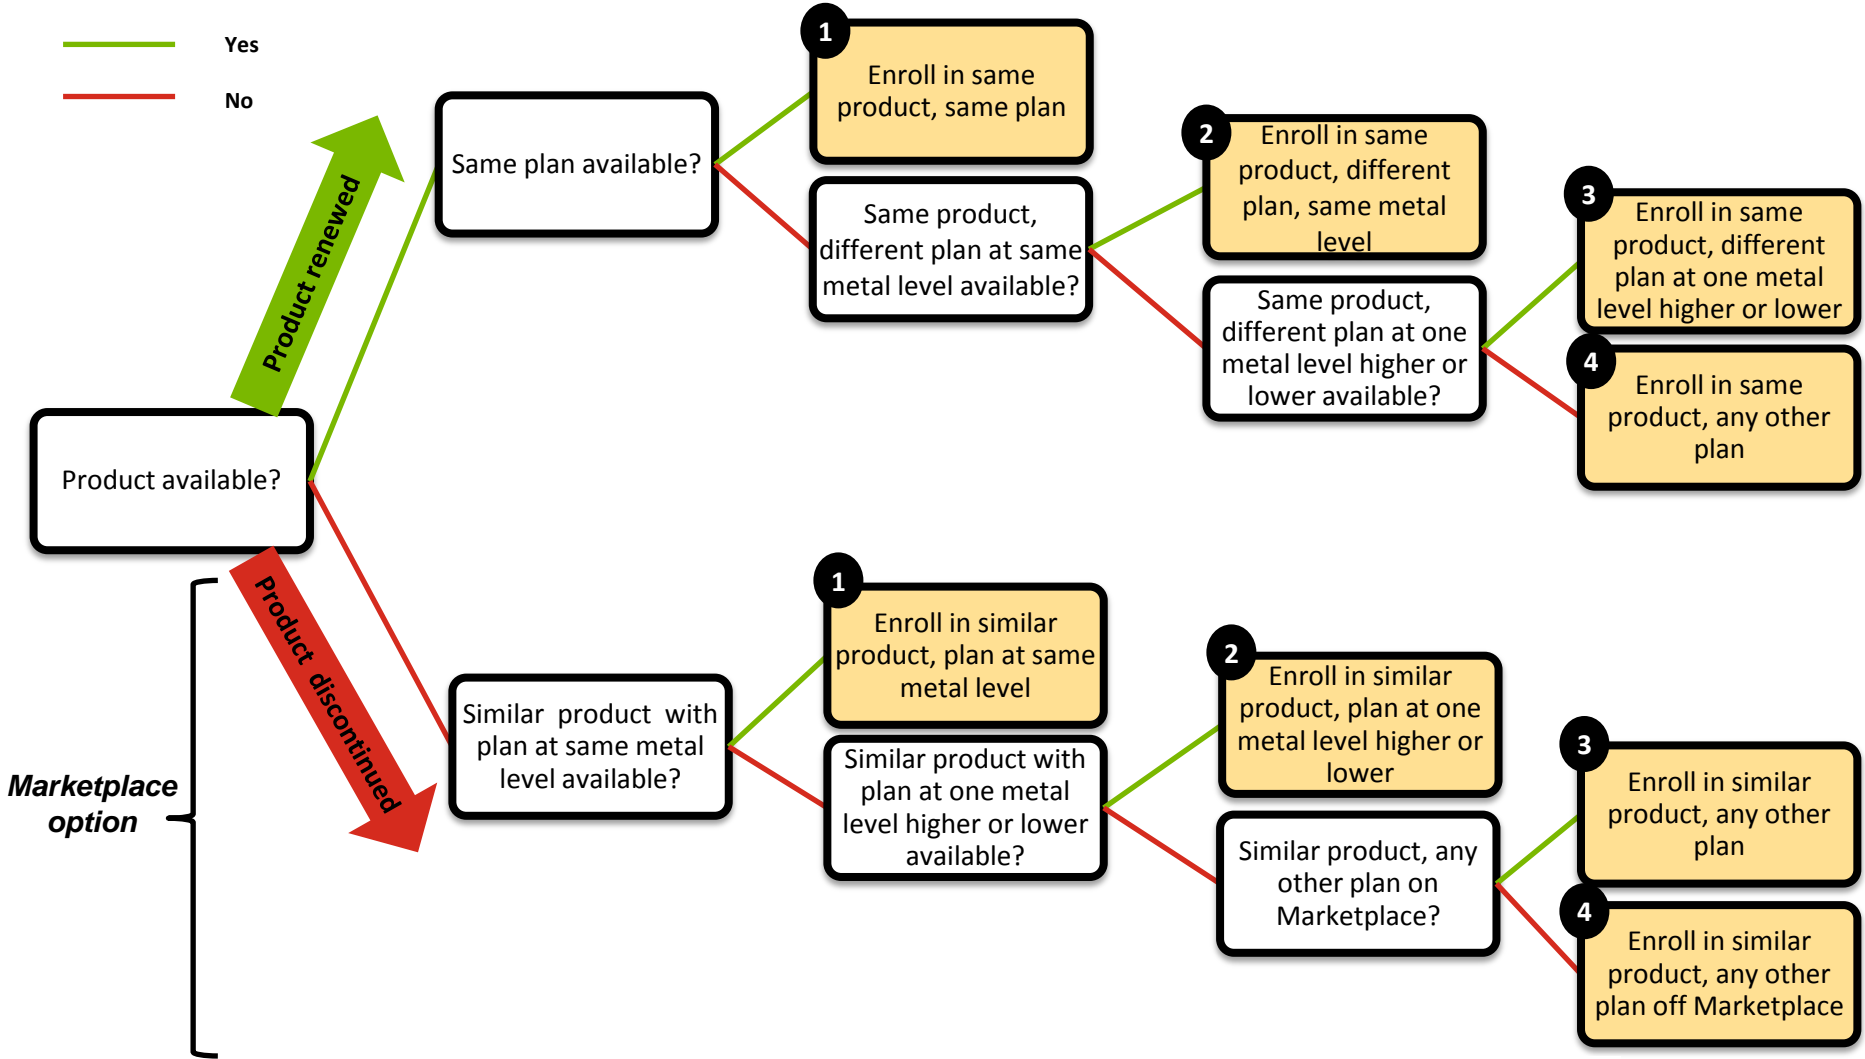 Yes
No
Product renewed
Product available?
Same plan available?
1
Enroll in same
product, same plan
Same product,
different plan at same
metal level available?
2
Enroll in same
product, different
plan, same metal
level
Same product,
different plan at one
metal level higher or
lower available?
3
Enroll in same
product, different
plan at one metal
level higher or lower
4
Enroll in same
product, any other
plan
Product discontinued
Marketplace
option
Similar product with
plan at same metal
level available?
1
Enroll in similar
product, plan at same
metal level
Similar product with
plan at one metal
level higher or lower
available?
2
Enroll in similar
product, plan at one
metal level higher or
lower
Similar product, any
other plan on
Marketplace?
3
Enroll in similar
product, any other
plan
4
Enroll in similar
product, any other
plan off Marketplace